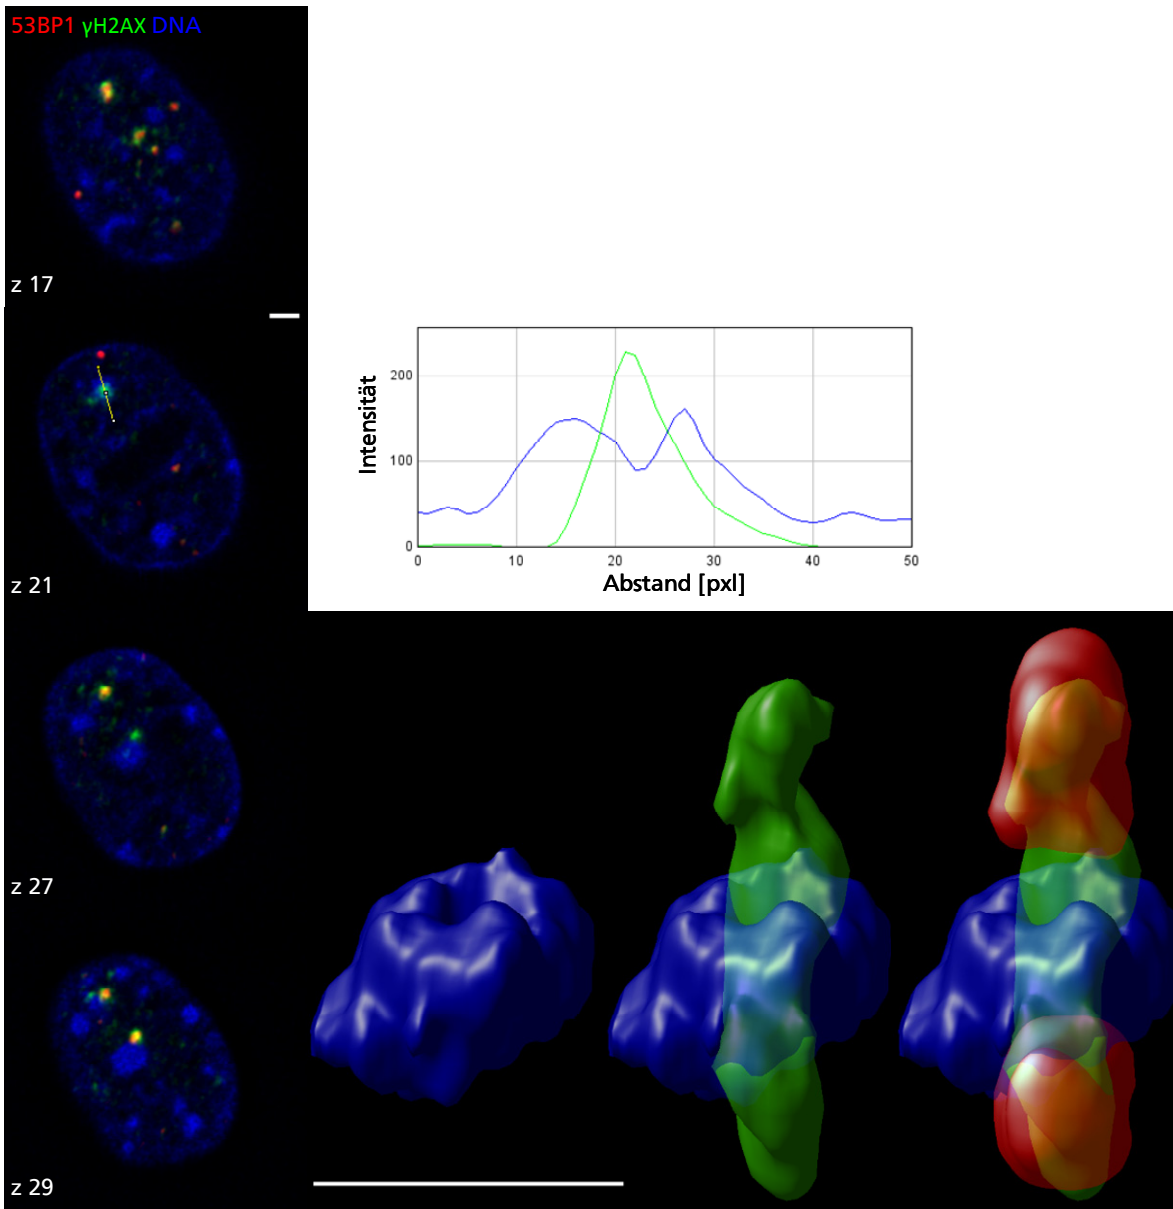 53BP1 γH2AX DNA
z 17
z 21
Intensität
200
100
0
0 10 20 30 40 50
Abstand [pxl]
z 27
z 29